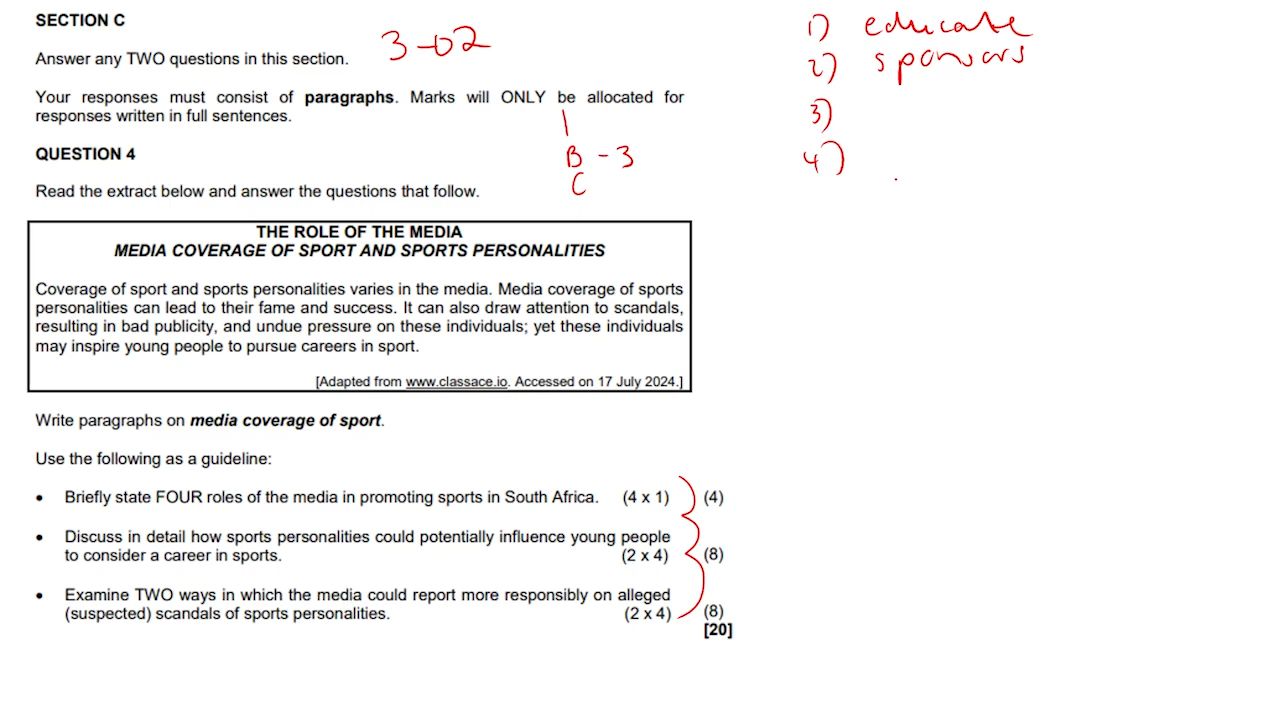 SECTION C
3-02
Answer any TWO questions in this section.
Your responses must consist of paragraphs. Marks will ONLY be allocated for
responses written in full sentences.
QUESTION 4
B - 3
C
Read the extract below and answer the questions that follow.
THE ROLE OF THE MEDIA
MEDIA COVERAGE OF SPORT AND SPORTS PERSONALITIES
Coverage of sport and sports personalities varies in the media. Media coverage of sports
personalities can lead to their fame and success. It can also draw attention to scandals,
resulting in bad publicity, and undue pressure on these individuals; yet these individuals
may inspire young people to pursue careers in sport.
[Adapted from www.classace.io. Accessed on 17 July 2024.]
Write paragraphs on media coverage of sport.
Use the following as a guideline:
• Briefly state FOUR roles of the media in promoting sports in South Africa. (4 x 1) (4)
• Discuss in detail how sports personalities could potentially influence young people
to consider a career in sports. (2 x 4) (8)
• Examine TWO ways in which the media could report more responsibly on alleged
(suspected) scandals of sports personalities. (2 x 4) (8)
[20]
1) educate
2) sponsors
3)
4)